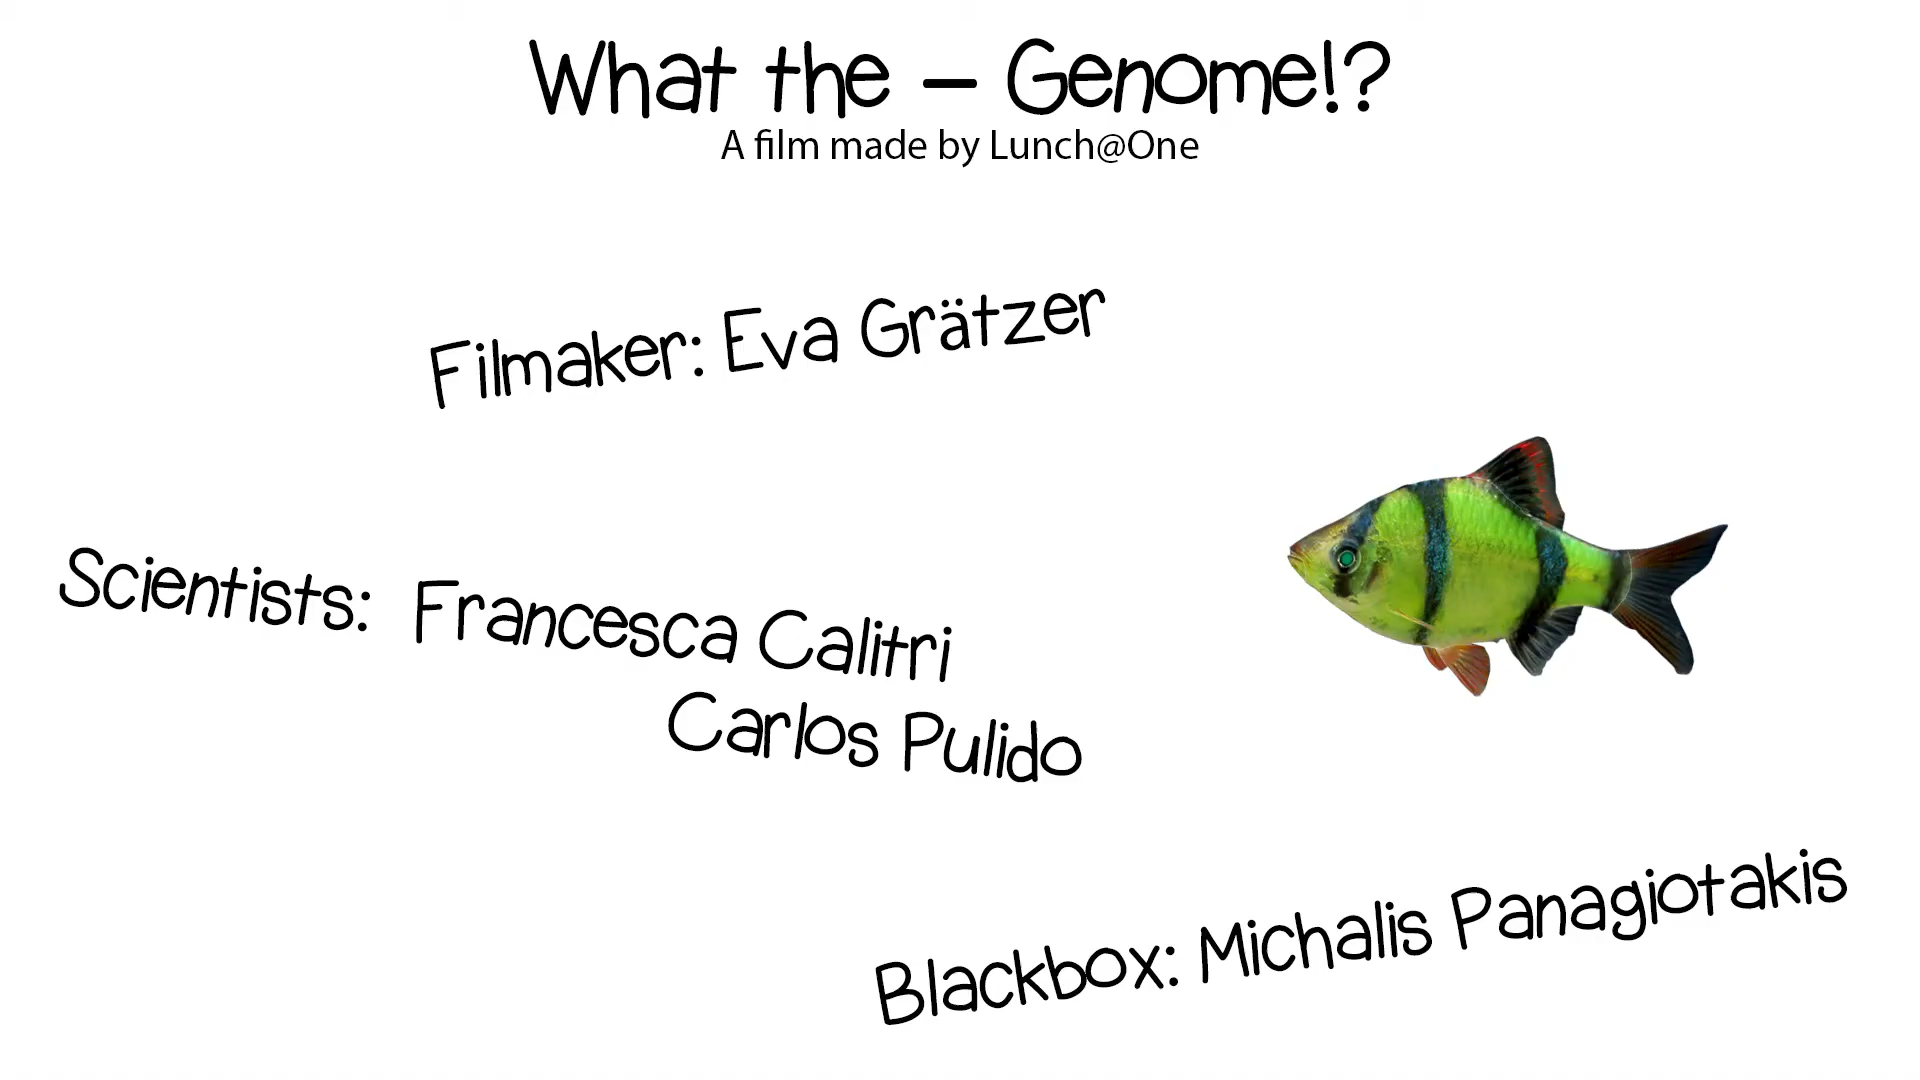 What the – Genome!?
A film made by Lunch@One
Filmaker: Eva Grätzer
Scientists: Francesca Calitri
Carlos Pulido
Blackbox: Michalis Panagiotakis